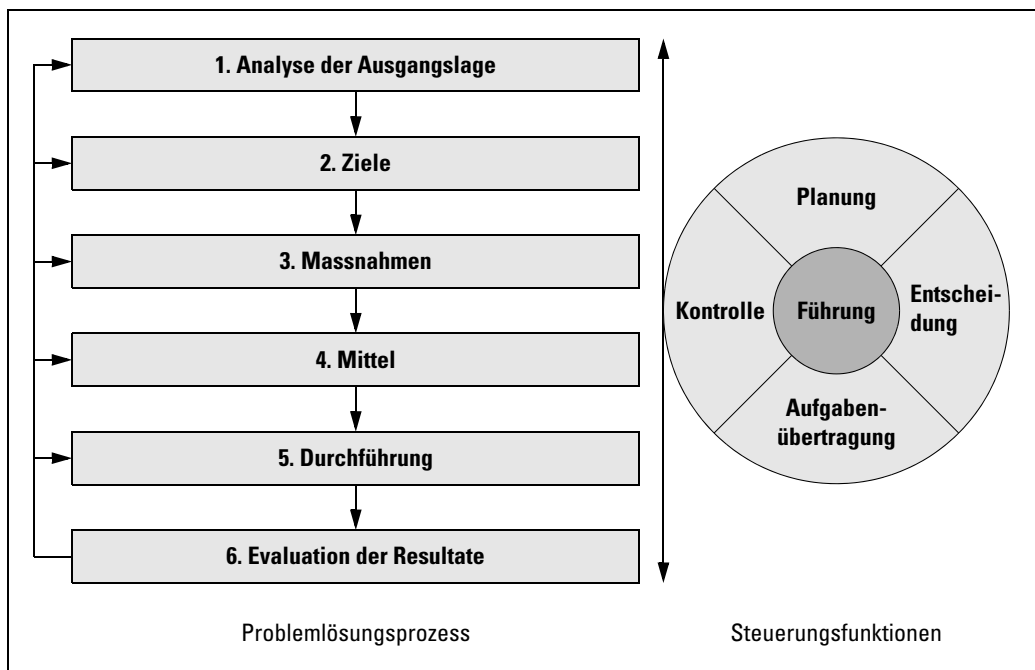 1. Analyse der Ausgangslage
2. Ziele
3. Massnahmen
4. Mittel
5. Durchführung
6. Evaluation der Resultate
Problemlösungsprozess
Planung
Kontrolle
Führung
Entschei-
dung
Aufgaben-
übertragung
Steuerungsfunktionen